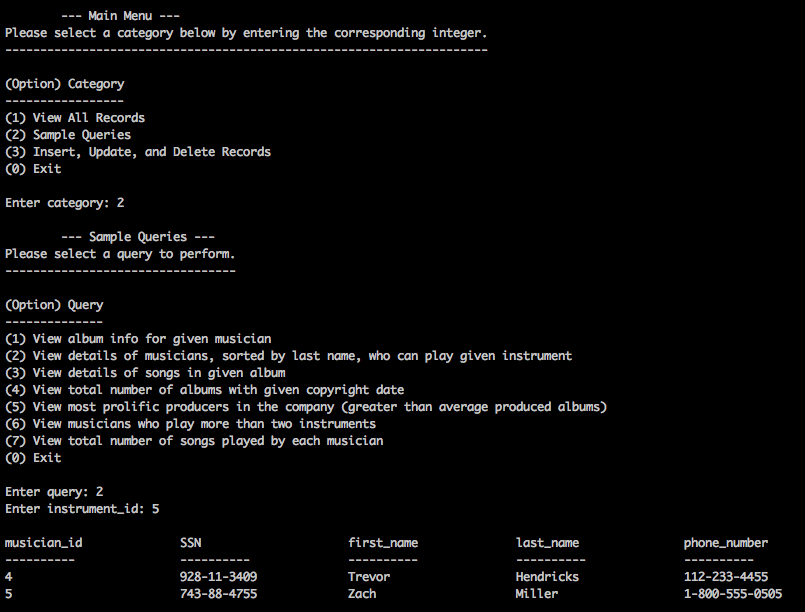 --- Main Menu ---
Please select a category below by entering the corresponding integer.
---------------------------------------------------------------------
(Option) Category
-----------------
(1) View All Records
(2) Sample Queries
(3) Insert, Update, and Delete Records
(0) Exit
Enter category: 2
--- Sample Queries ---
Please select a query to perform.
---------------------------------
(Option) Query
--------------
(1) View album info for given musician
(2) View details of musicians, sorted by last name, who can play given instrument
(3) View details of songs in given album
(4) View total number of albums with given copyright date
(5) View most prolific producers in the company (greater than average produced albums)
(6) View musicians who play more than two instruments
(7) View total number of songs played by each musician
(0) Exit
Enter query: 2
Enter instrument_id: 5
musician_id SSN first_name last_name phone_number
---------- ---------- ---------- ---------- ----------
4 928-11-3409 Trevor Hendricks 112-233-4455
5 743-88-4755 Zach Miller 1-800-555-0505